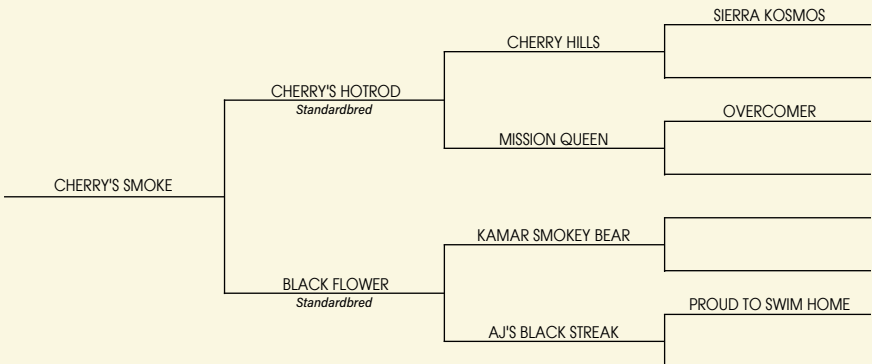 SIERRA KOSMOS
CHERRY HILLS
CHERRY'S HOTROD
Standardbred
OVERCOMER
MISSION QUEEN
CHERRY'S SMOKE
KAMAR SMOKEY BEAR
BLACK FLOWER
Standardbred
PROUD TO SWIM HOME
AJ'S BLACK STREAK